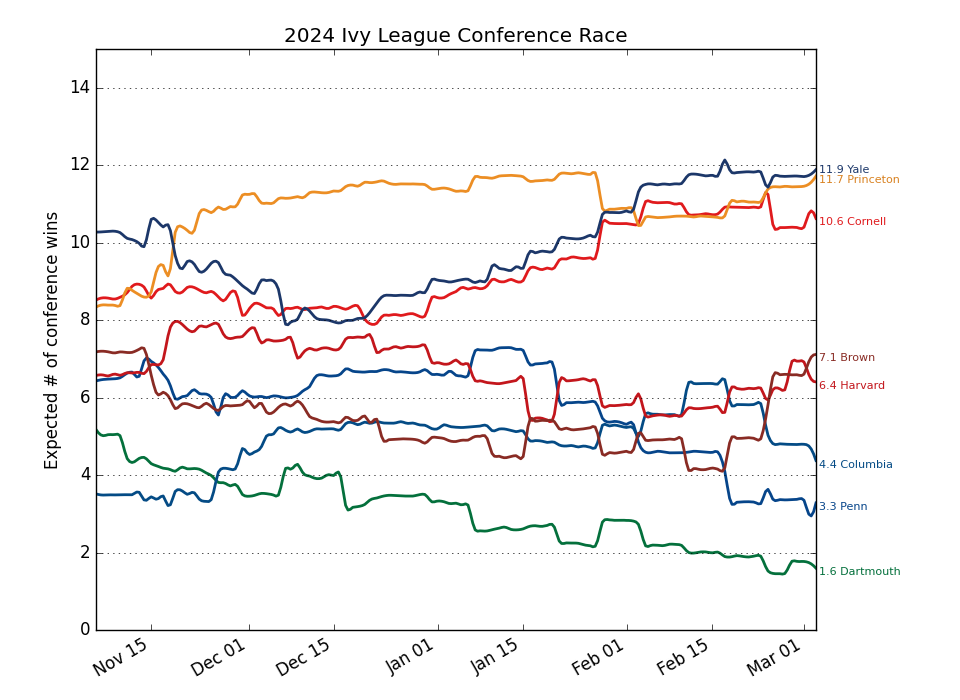 2024 Ivy League Conference Race
Expected # of conference wins
14
12
10
8
6
4
2
0
Nov 15
Dec 01
Dec 15
Jan 01
Jan 15
Feb 01
Feb 15
Mar 01
11.9 Yale
11.7 Princeton
10.6 Cornell
7.1 Brown
6.4 Harvard
4.4 Columbia
3.3 Penn
1.6 Dartmouth